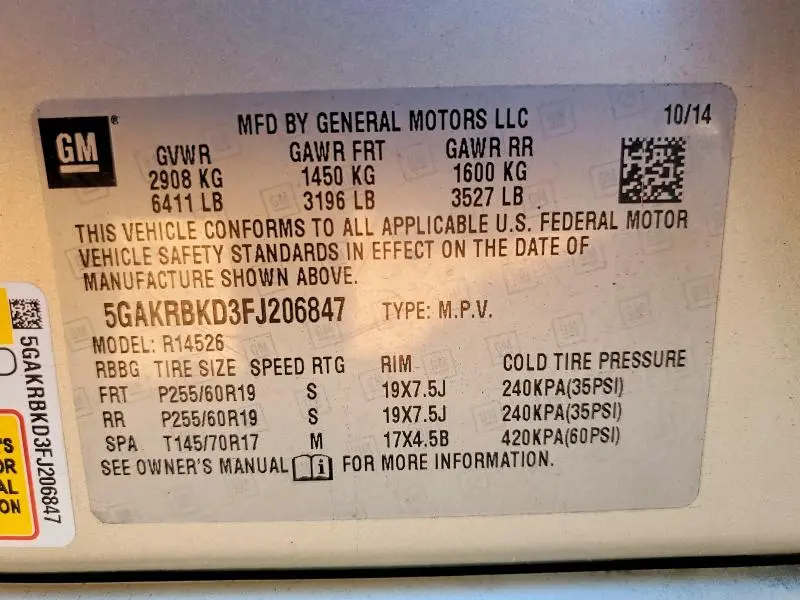 GM®
MFD BY GENERAL MOTORS LLC 10/14
GVWR GAWR FRT GAWR RR
2908 KG 1450 KG 1600 KG
6411 LB 3196 LB 3527 LB
THIS VEHICLE CONFORMS TO ALL APPLICABLE U.S. FEDERAL MOTOR
VEHICLE SAFETY STANDARDS IN EFFECT ON THE DATE OF
MANUFACTURE SHOWN ABOVE.
5GAKRBKD3FJ206847 TYPE: M.P.V.
MODEL: R14526
RBBG TIRE SIZE SPEED RTG RIM COLD TIRE PRESSURE
FRT P255/60R19 S 19X7.5J 240KPA(35PSI)
RR P255/60R19 S 19X7.5J 240KPA(35PSI)
SPA T145/70R17 M 17X4.5B 420KPA(60PSI)
SEE OWNER'S MANUAL i FOR MORE INFORMATION.
5GAKRBKD3FJ206847
'S
OR
AL
ON